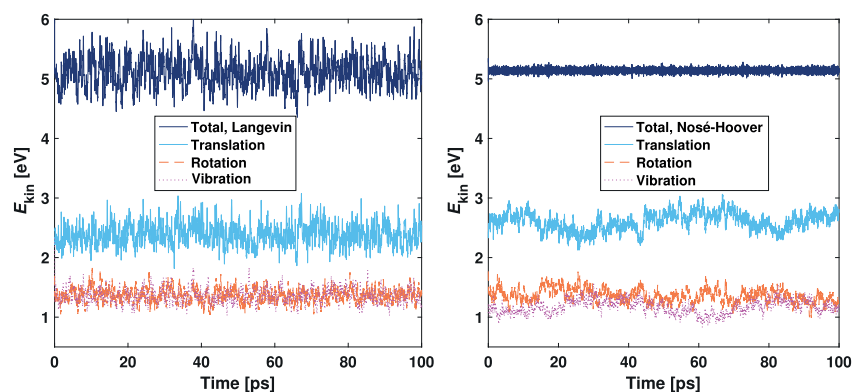 6
5
4
3
2
1
E_kin [eV]
0 20 40 60 80 100
Time [ps]
Total, Langevin
Translation
Rotation
Vibration
6
5
4
3
2
1
E_kin [eV]
0 20 40 60 80 100
Time [ps]
Total, Nosé-Hoover
Translation
Rotation
Vibration